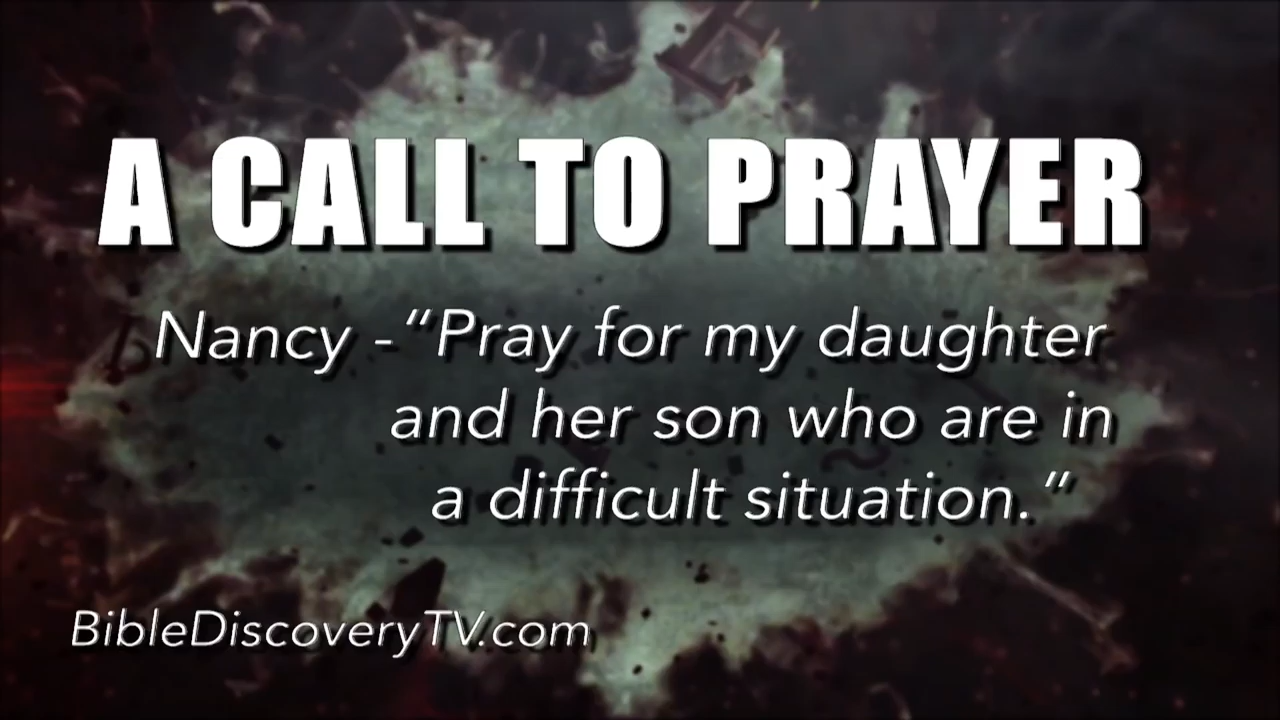 A CALL TO PRAYER
Nancy -“Pray for my daughter
and her son who are in
a difficult situation.”
BibleDiscoveryTV.com